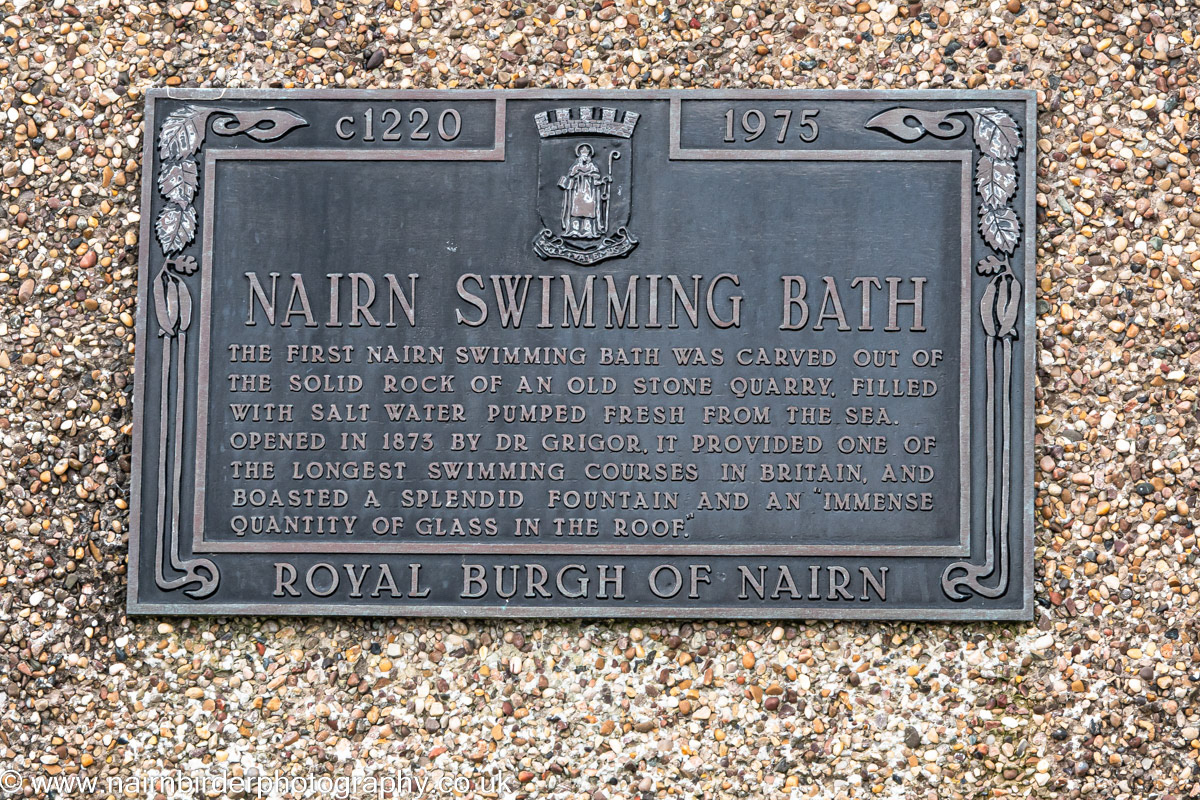 c1220 1975
NAIRN SWIMMING BATH
THE FIRST NAIRN SWIMMING BATH WAS CARVED OUT OF
THE SOLID ROCK OF AN OLD STONE QUARRY, FILLED
WITH SALT WATER PUMPED FRESH FROM THE SEA.
OPENED IN 1873 BY DR GRIGOR, IT PROVIDED ONE OF
THE LONGEST SWIMMING COURSES IN BRITAIN, AND
BOASTED A SPLENDID FOUNTAIN AND AN "IMMENSE
QUANTITY OF GLASS IN THE ROOF."
ROYAL BURGH OF NAIRN
© www.nairnbirderphotography.co.uk